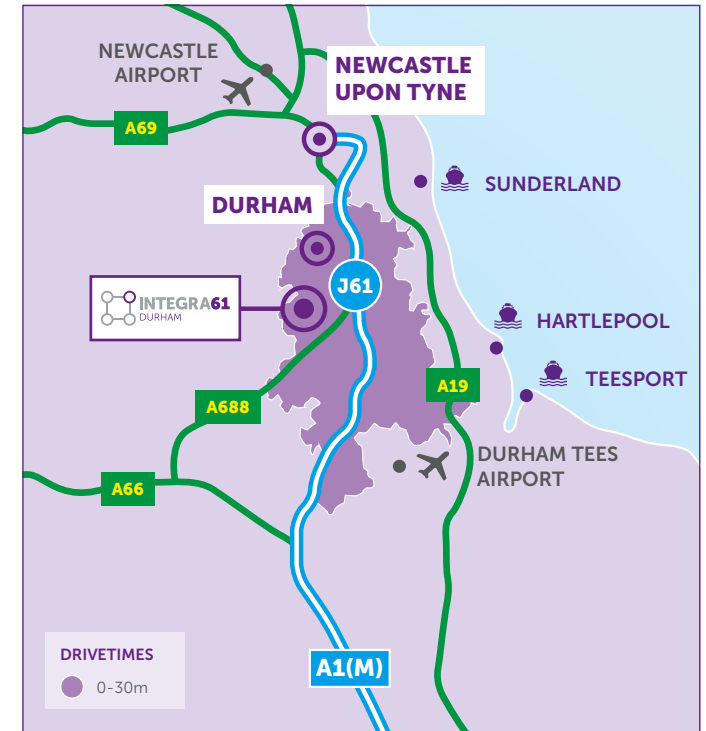 NEWCASTLE
AIRPORT
NEWCASTLE
UPON TYNE
A69
SUNDERLAND
DURHAM
J61
INTEGRA61
DURHAM
HARTLEPOOL
TEESPORT
A19
A688
DURHAM TEES
AIRPORT
A66
DRIVETIMES
0-30m
A1(M)